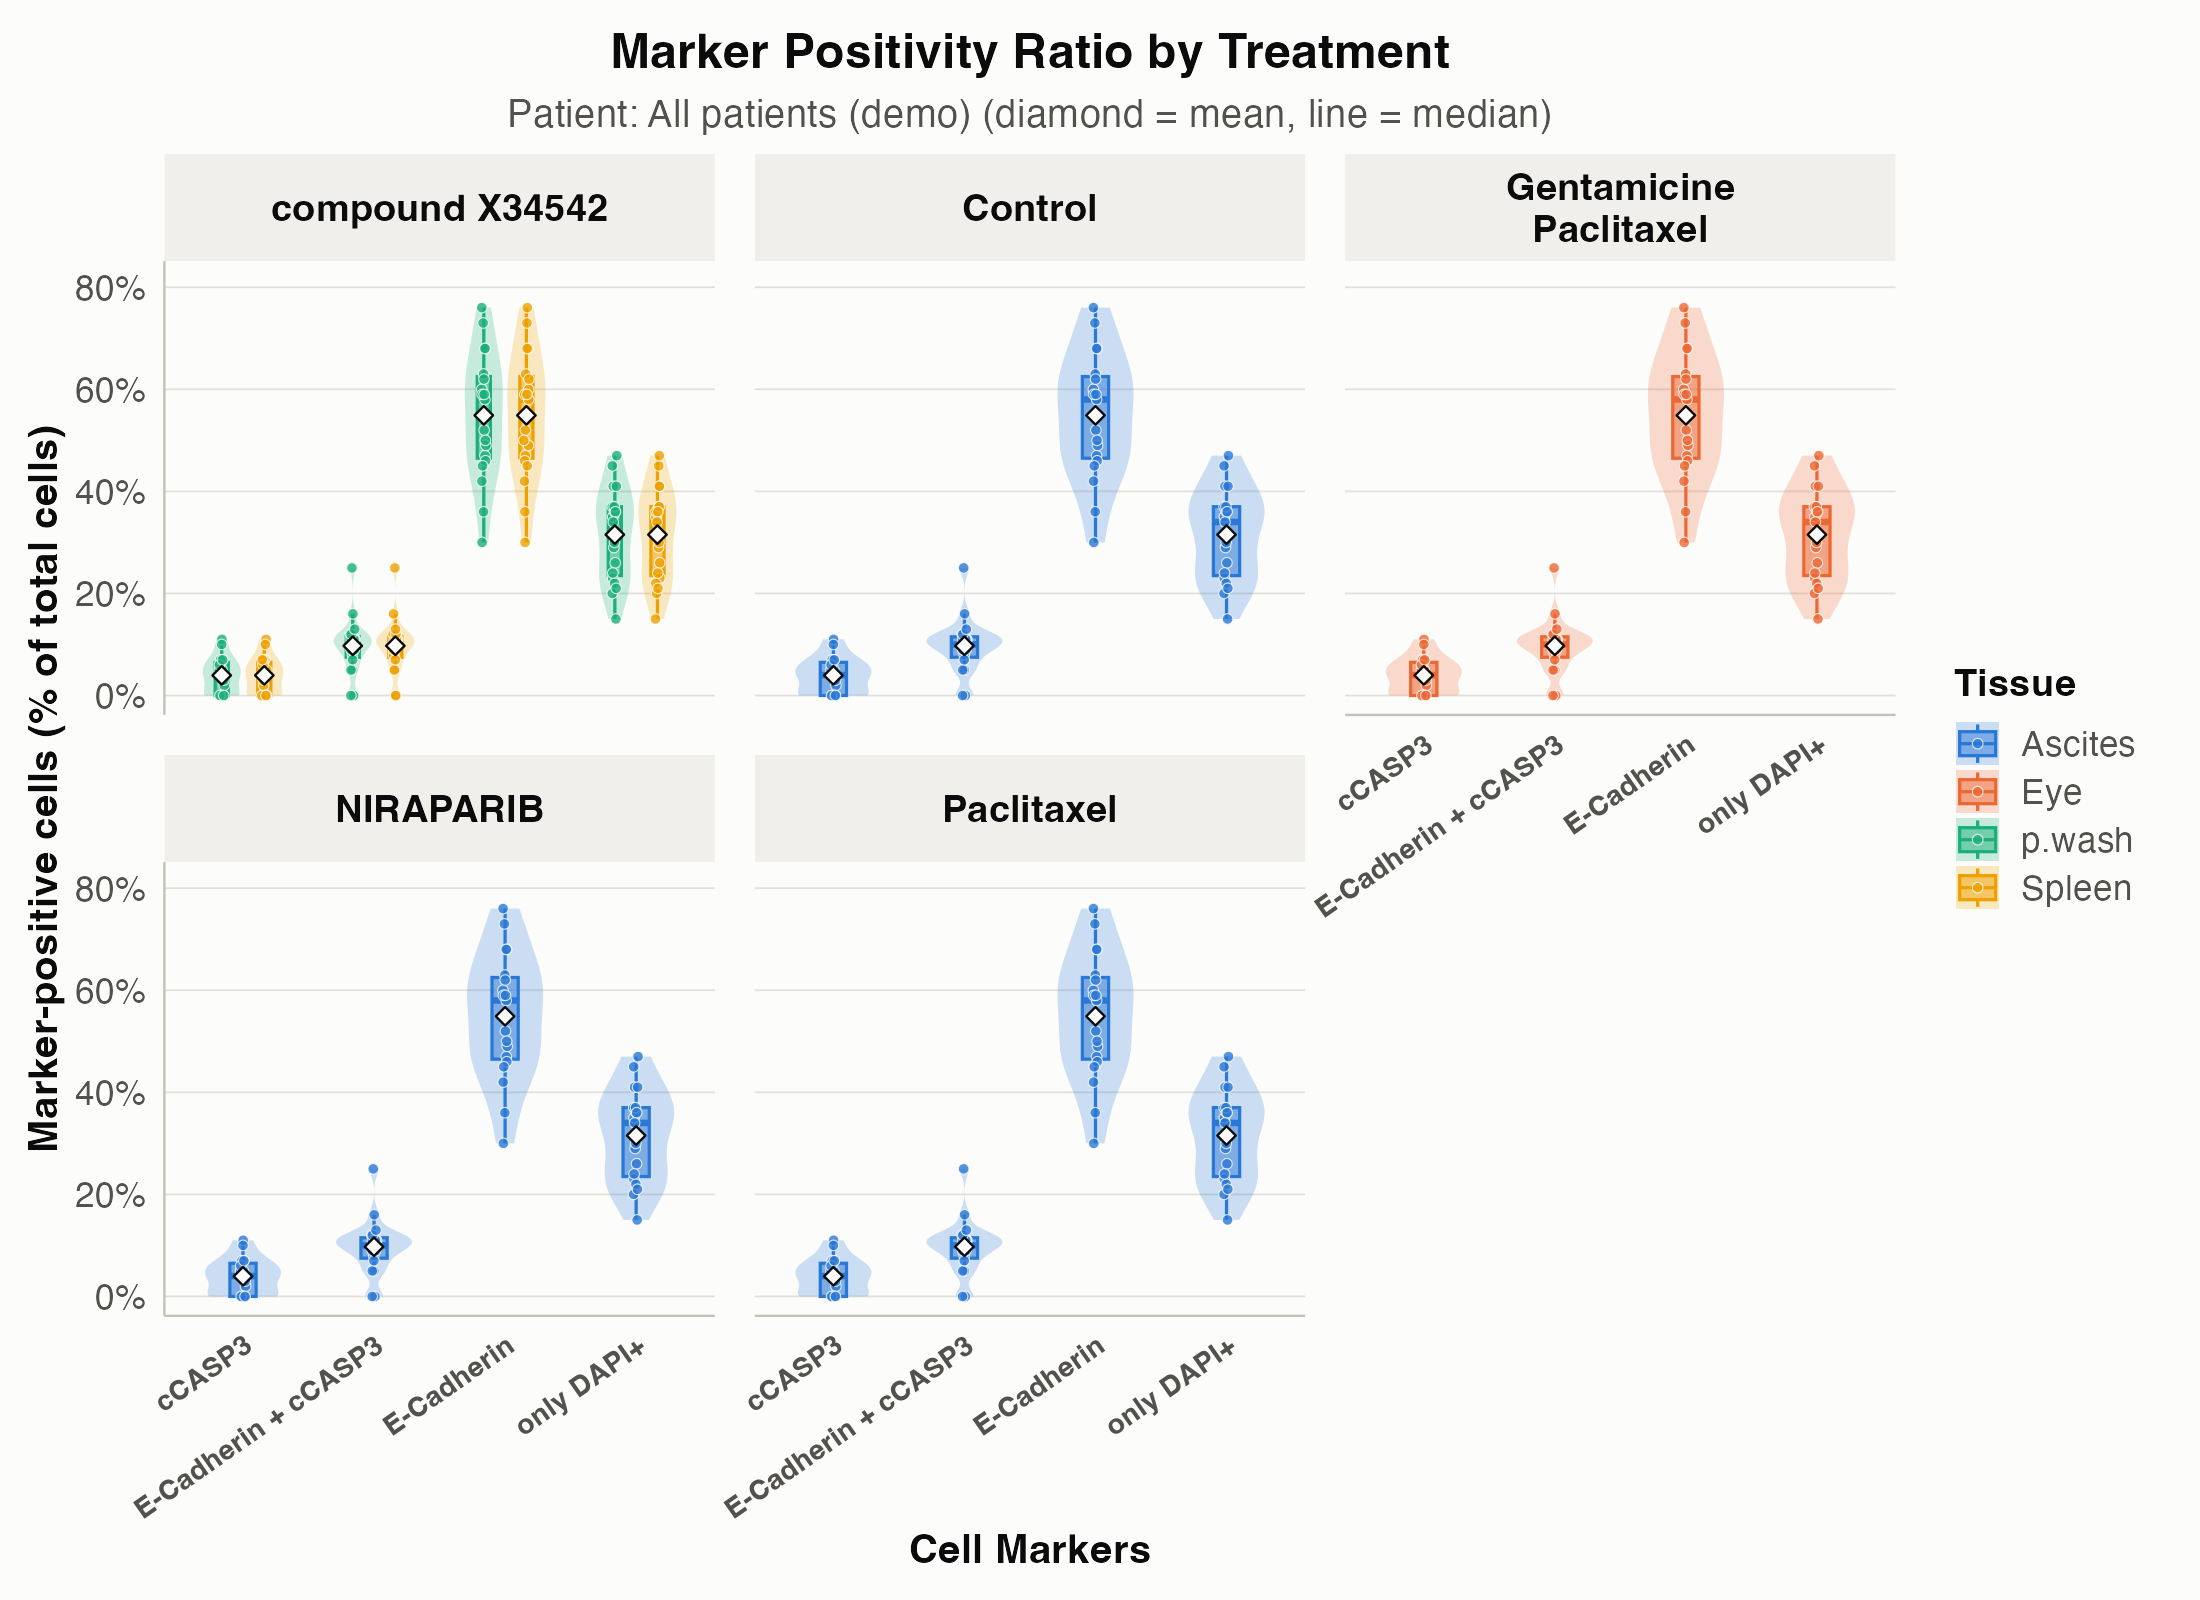 Marker Positivity Ratio by Treatment
Patient: All patients (demo) (diamond = mean, line = median)
compound X34542
Control
Gentamicine
Paclitaxel
80%
60%
40%
20%
0%
cCASP3
E-Cadherin + cCASP3
E-Cadherin
only DAPI+
NIRAPARIB
Paclitaxel
80%
60%
40%
20%
0%
cCASP3
E-Cadherin + cCASP3
E-Cadherin
only DAPI+
cCASP3
E-Cadherin + cCASP3
E-Cadherin
only DAPI+
Marker-positive cells (% of total cells)
Cell Markers
Tissue
Ascites
Eye
p.wash
Spleen